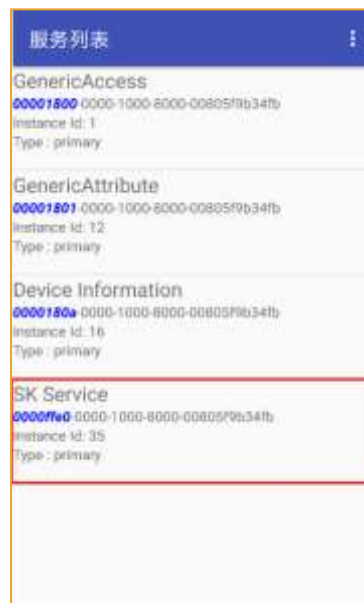 服务列表
GenericAccess
00001800-0000-1000-8000-00805f9b34fb
Instance Id: 1
Type : primary
GenericAttribute
00001801-0000-1000-8000-00805f9b34fb
Instance Id: 12
Type : primary
Device Information
0000180a-0000-1000-8000-00805f9b34fb
Instance Id: 16
Type : primary
SK Service
0000ffe0-0000-1000-8000-00805f9b34fb
Instance Id: 35
Type : primary